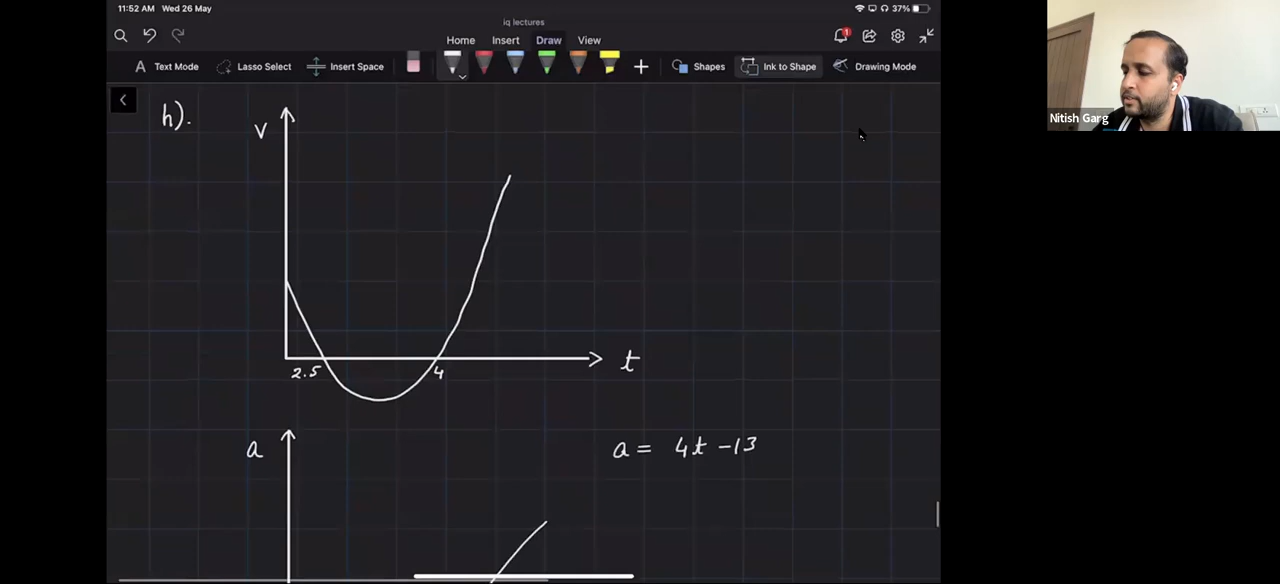 11:52 AM Wed 26 May
37%
iq lectures
Home Insert Draw View
1
A Text Mode Lasso Select Insert Space Shapes Ink to Shape Drawing Mode
Nitish Garg
h).
v
2.5 4 t
a a = 4t -13